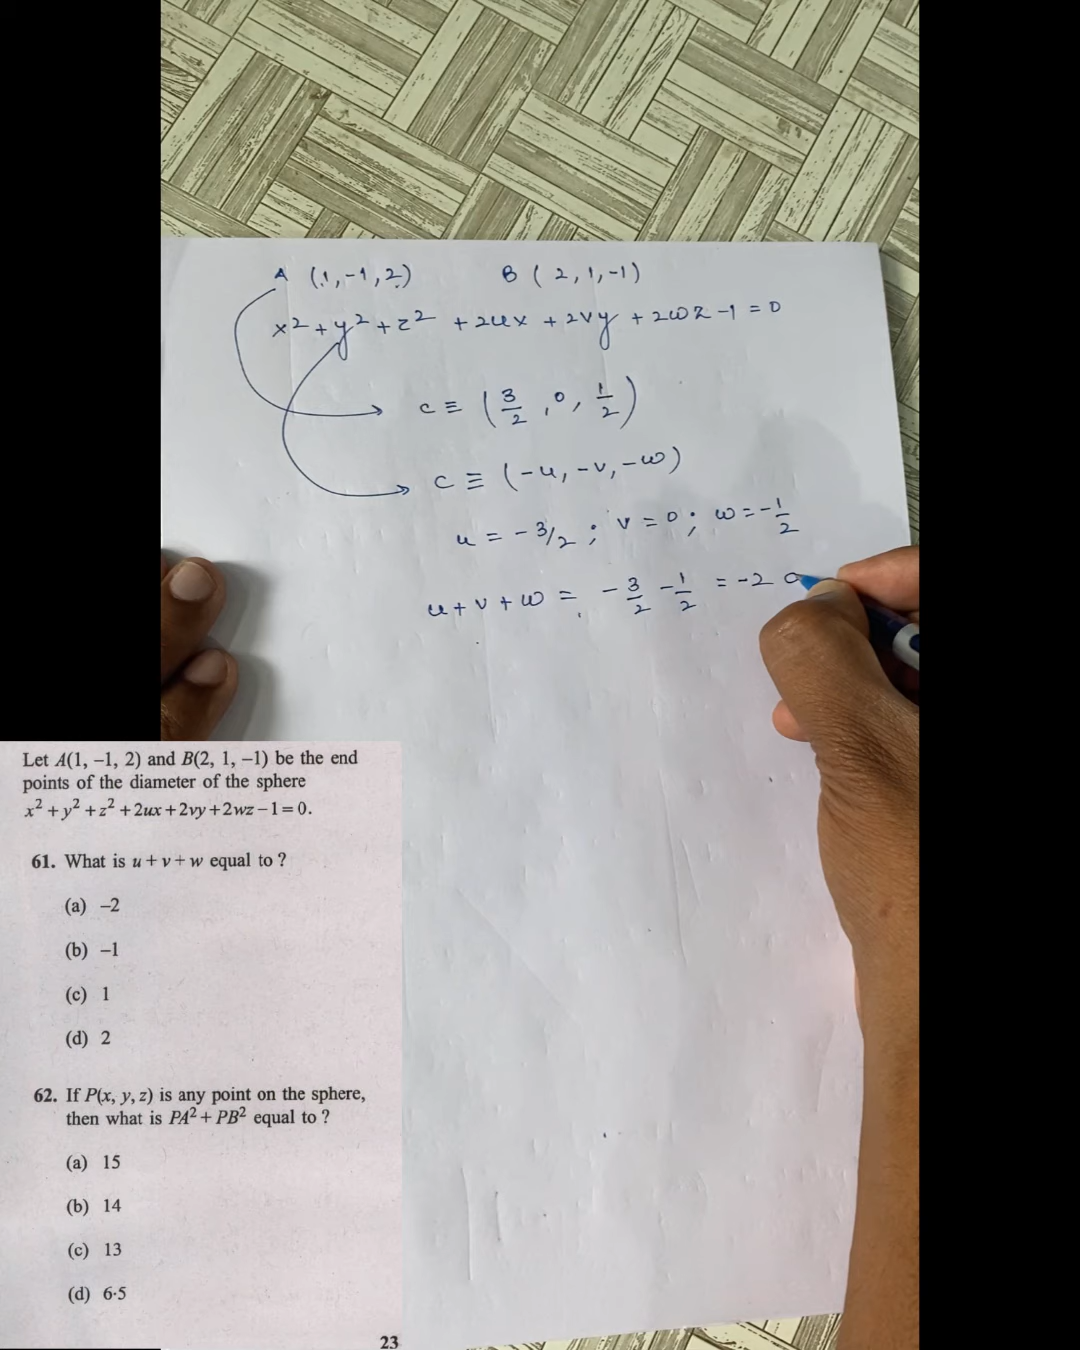 A (1,-1,2) B (2,1,-1)
x²+y²+z² +2ux +2vy +2wz -1 = 0
C ≡ (3/2, 0, 1/2)
C ≡ (-u, -v, -w)
u = -3/2 ; v = 0 ; w = -1/2
u+v+w = -3/2 -1/2 = -2
Let A(1, –1, 2) and B(2, 1, –1) be the end
points of the diameter of the sphere
x² + y² + z² + 2ux + 2vy + 2wz – 1 = 0.
61. What is u + v + w equal to ?
(a) –2
(b) –1
(c) 1
(d) 2
62. If P(x, y, z) is any point on the sphere,
then what is PA² + PB² equal to ?
(a) 15
(b) 14
(c) 13
(d) 6·5
23